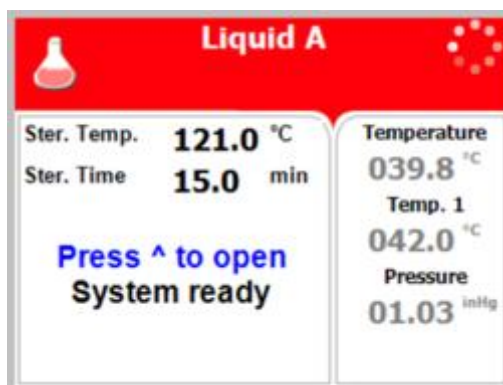 Liquid A
Ster. Temp. 121.0 °C
Ster. Time 15.0 min
Press ^ to open
System ready
Temperature
039.8 °C
Temp. 1
042.0 °C
Pressure
01.03 inHg